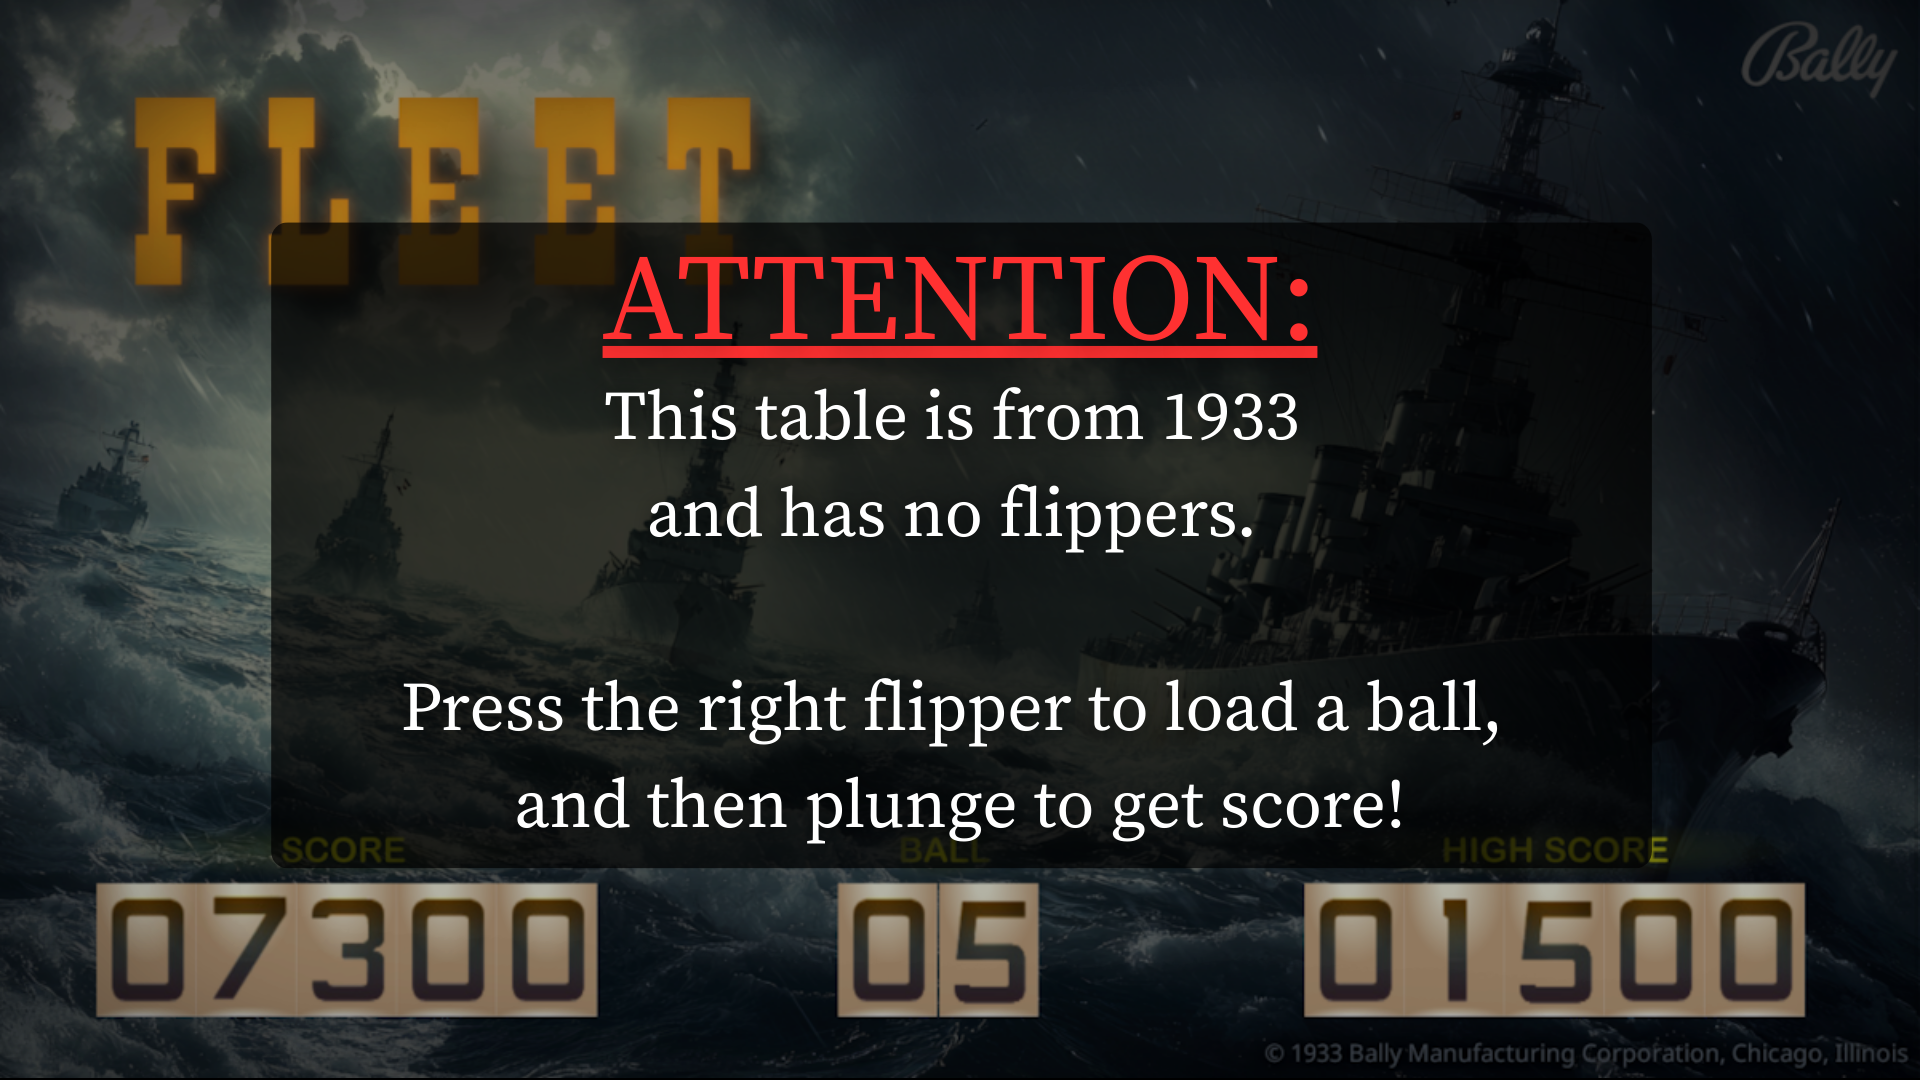 Bally
FLEET
ATTENTION:
This table is from 1933
and has no flippers.
Press the right flipper to load a ball,
and then plunge to get score!
SCORE
BALL
HIGH SCORE
07300
05
01500
© 1933 Bally Manufacturing Corporation, Chicago, Illinois